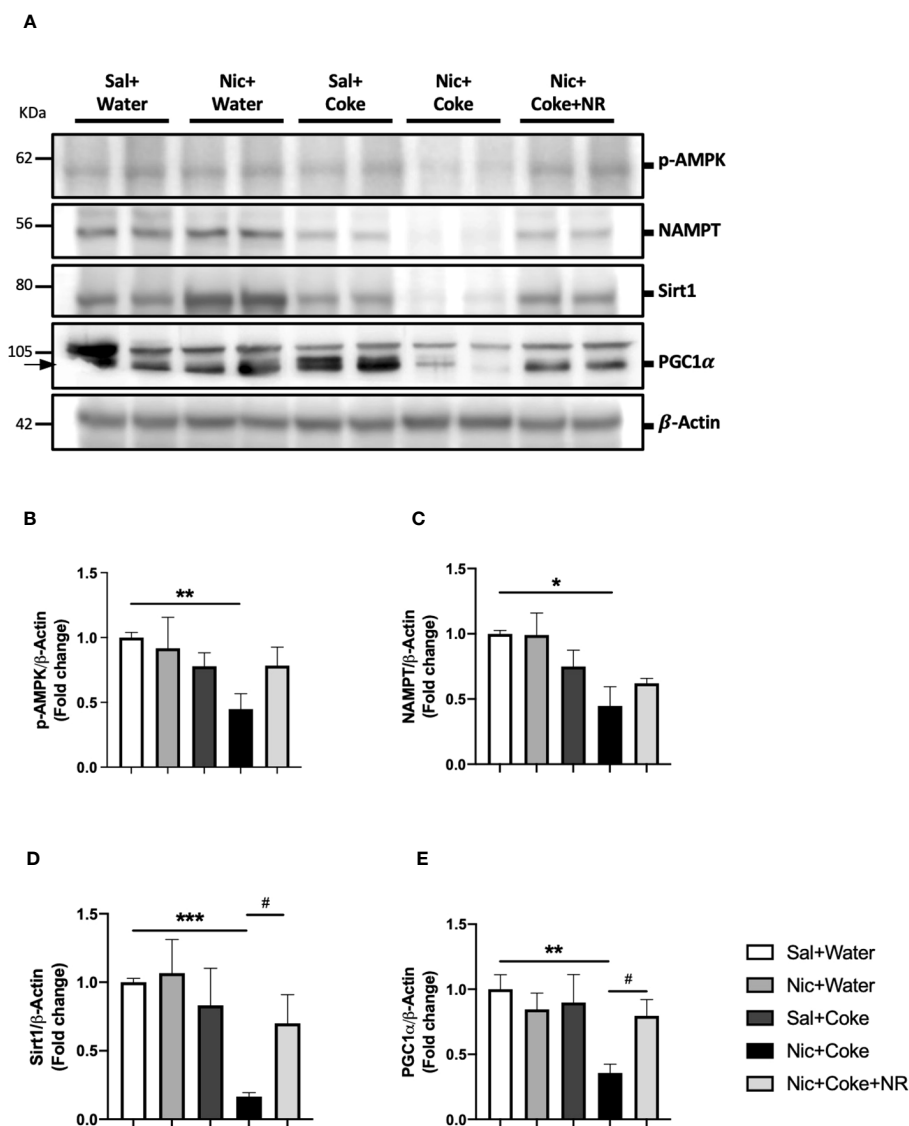 A
Sal+ Nic+ Sal+ Nic+ Nic+
Water Water Coke Coke Coke+NR
KDa
62 p-AMPK
56 NAMPT
80 Sirt1
105 PGC1α
42 β-Actin
B
p-AMPK/β-Actin
(Fold change)
1.5
1.0
0.5
0.0
**
C
NAMPT/β-Actin
(Fold change)
1.5
1.0
0.5
0.0
*
D
Sirt1/β-Actin
(Fold change)
1.5
1.0
0.5
0.0
***
#
E
PGC1α/β-Actin
(Fold change)
1.5
1.0
0.5
0.0
**
#
Sal+Water
Nic+Water
Sal+Coke
Nic+Coke
Nic+Coke+NR